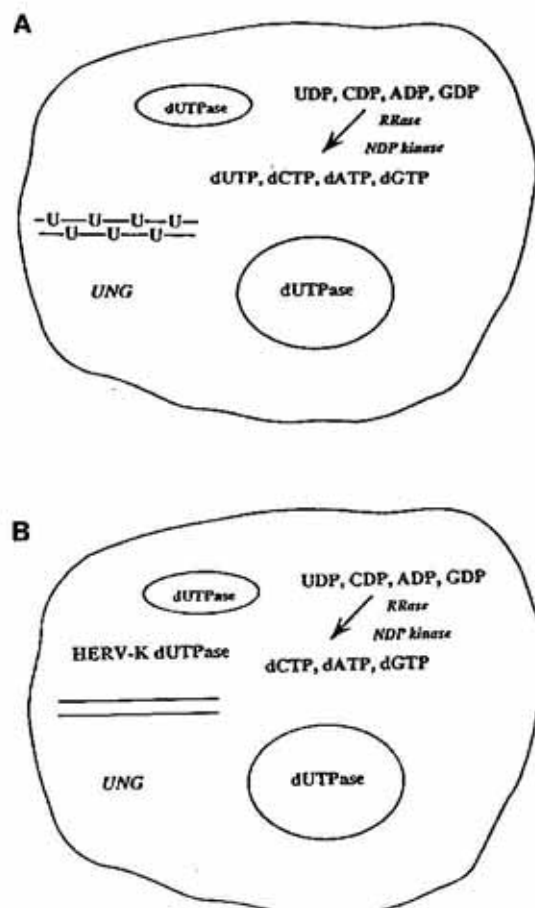 A
dUTPase
UDP, CDP, ADP, GDP
RRase
NDP kinase
dUTP, dCTP, dATP, dGTP
—U—U—U—U—
—U—U—U—
UNG
dUTPase
B
dUTPase
UDP, CDP, ADP, GDP
RRase
NDP kinase
HERV-K dUTPase
dCTP, dATP, dGTP
UNG
dUTPase